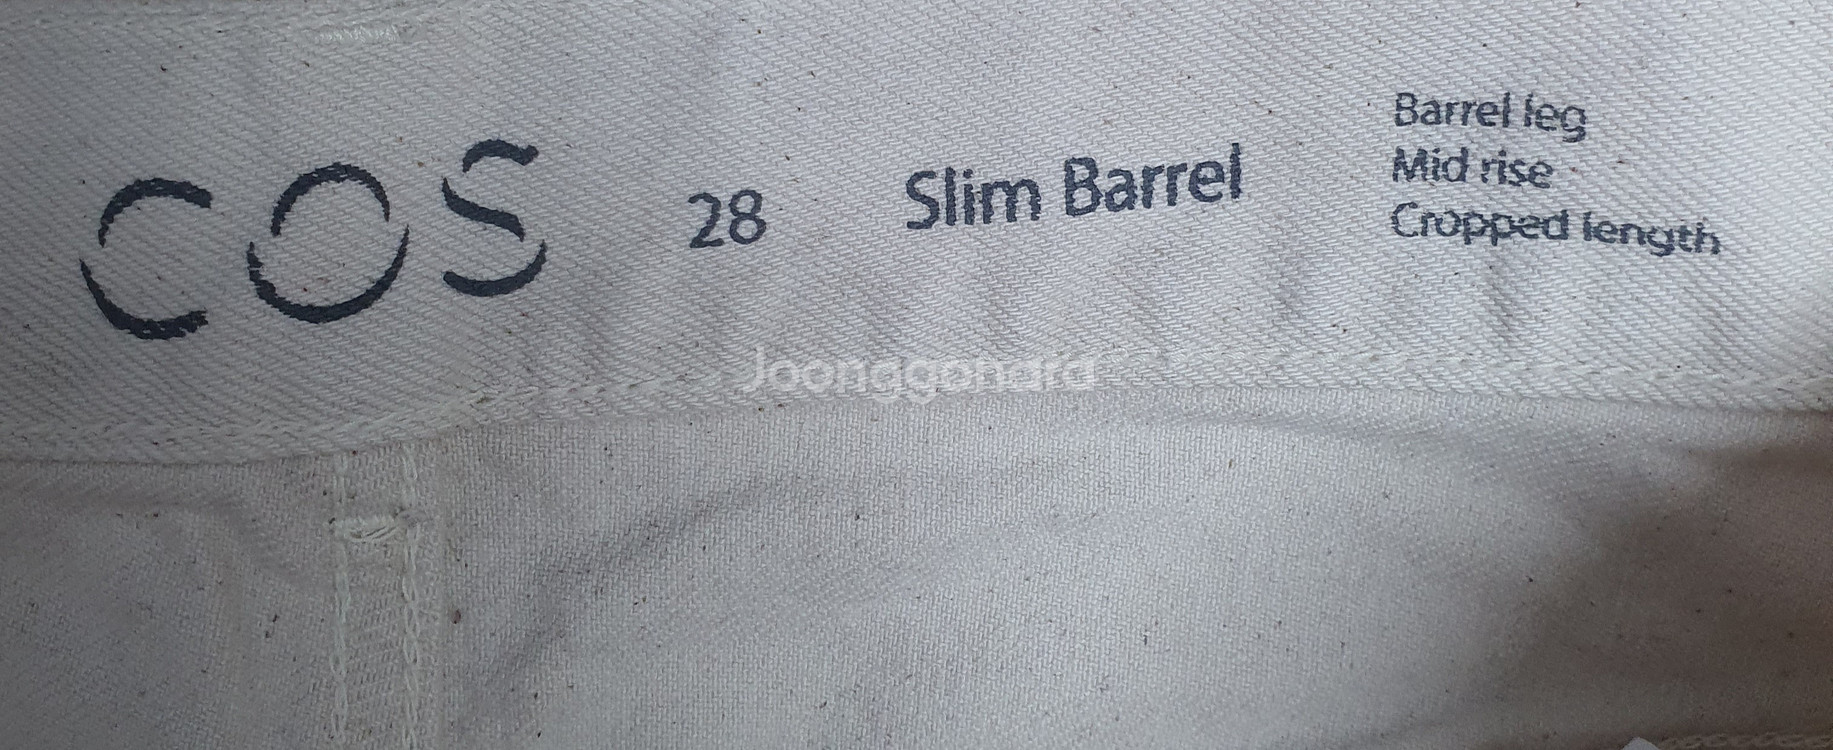 COS
28
Slim Barrel
Barrel leg
Mid rise
Cropped length
Joonggonara